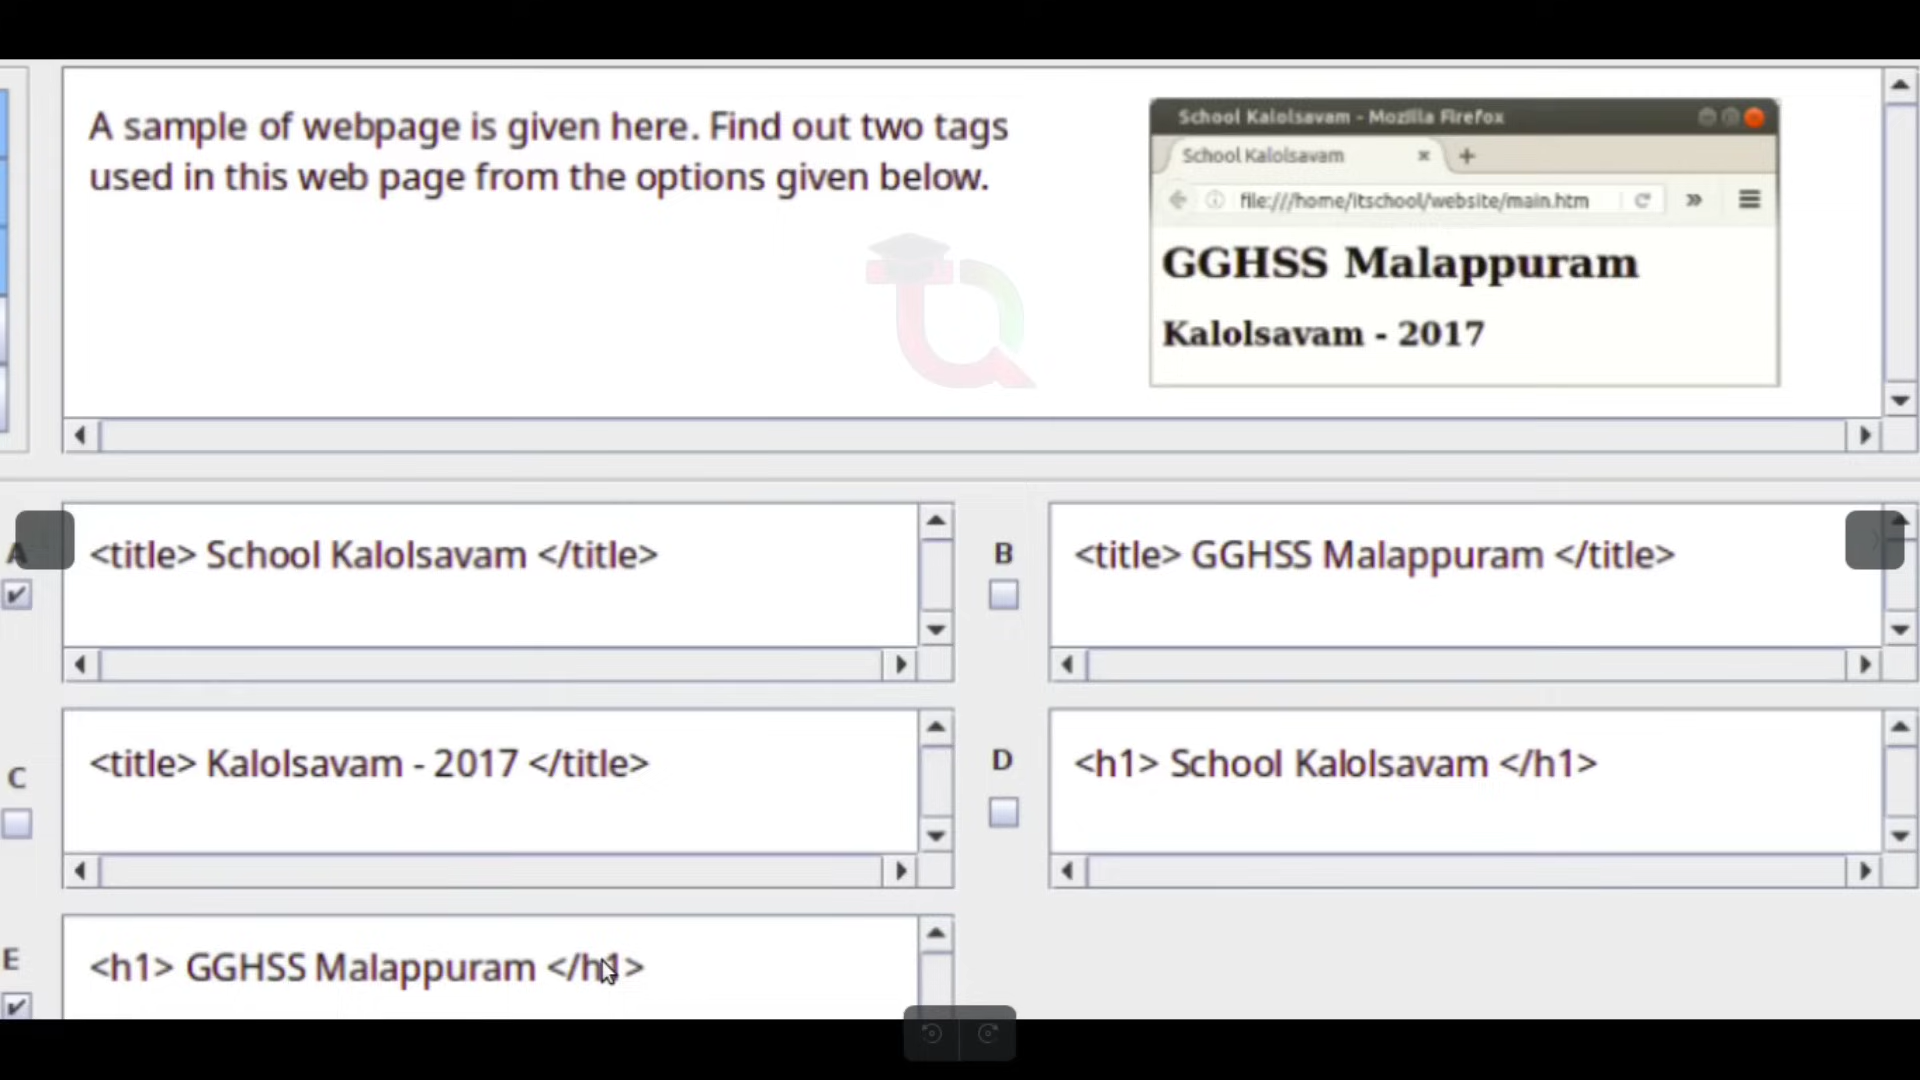 A sample of webpage is given here. Find out two tags
used in this web page from the options given below.
School Kalolsavam - Mozilla Firefox
School Kalolsavam
file:///home/itschool/website/main.htm
GGHSS Malappuram
Kalolsavam - 2017
A
<title> School Kalolsavam </title>
B
<title> GGHSS Malappuram </title>
C
<title> Kalolsavam - 2017 </title>
D
<h1> School Kalolsavam </h1>
E
<h1> GGHSS Malappuram </h1>